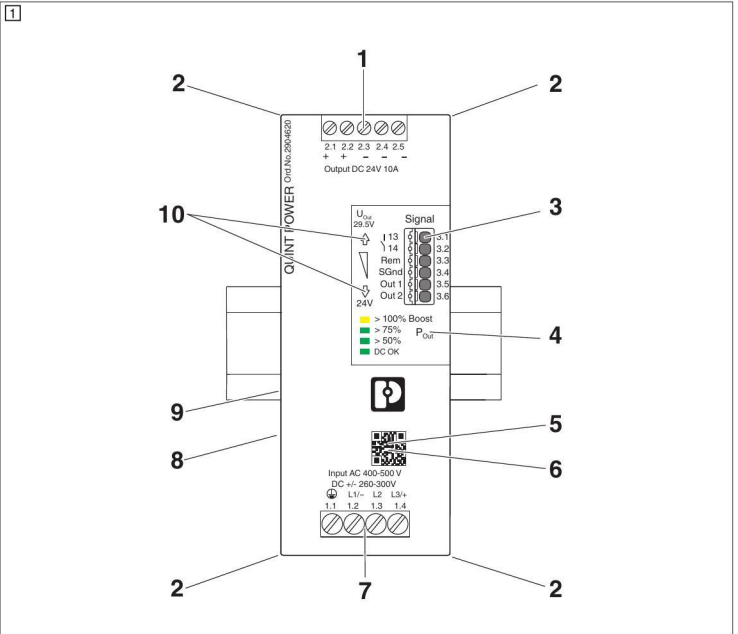 1
1
2
2
Ord.No.2904620
QUINT POWER
2.1 2.2 2.3 2.4 2.5
+ + – – –
Output DC 24V 10A
10
3
UOut
29.5V
Signal
13 3.1
14 3.2
Rem 3.3
SGnd 3.4
Out 1 3.5
Out 2 3.6
24V
> 100% Boost
> 75%
> 50%
DC OK
POut
4
9
8
5
6
Input AC 400-500 V
DC +/- 260-300V
L1/– L2 L3/+
1.1 1.2 1.3 1.4
2
7
2